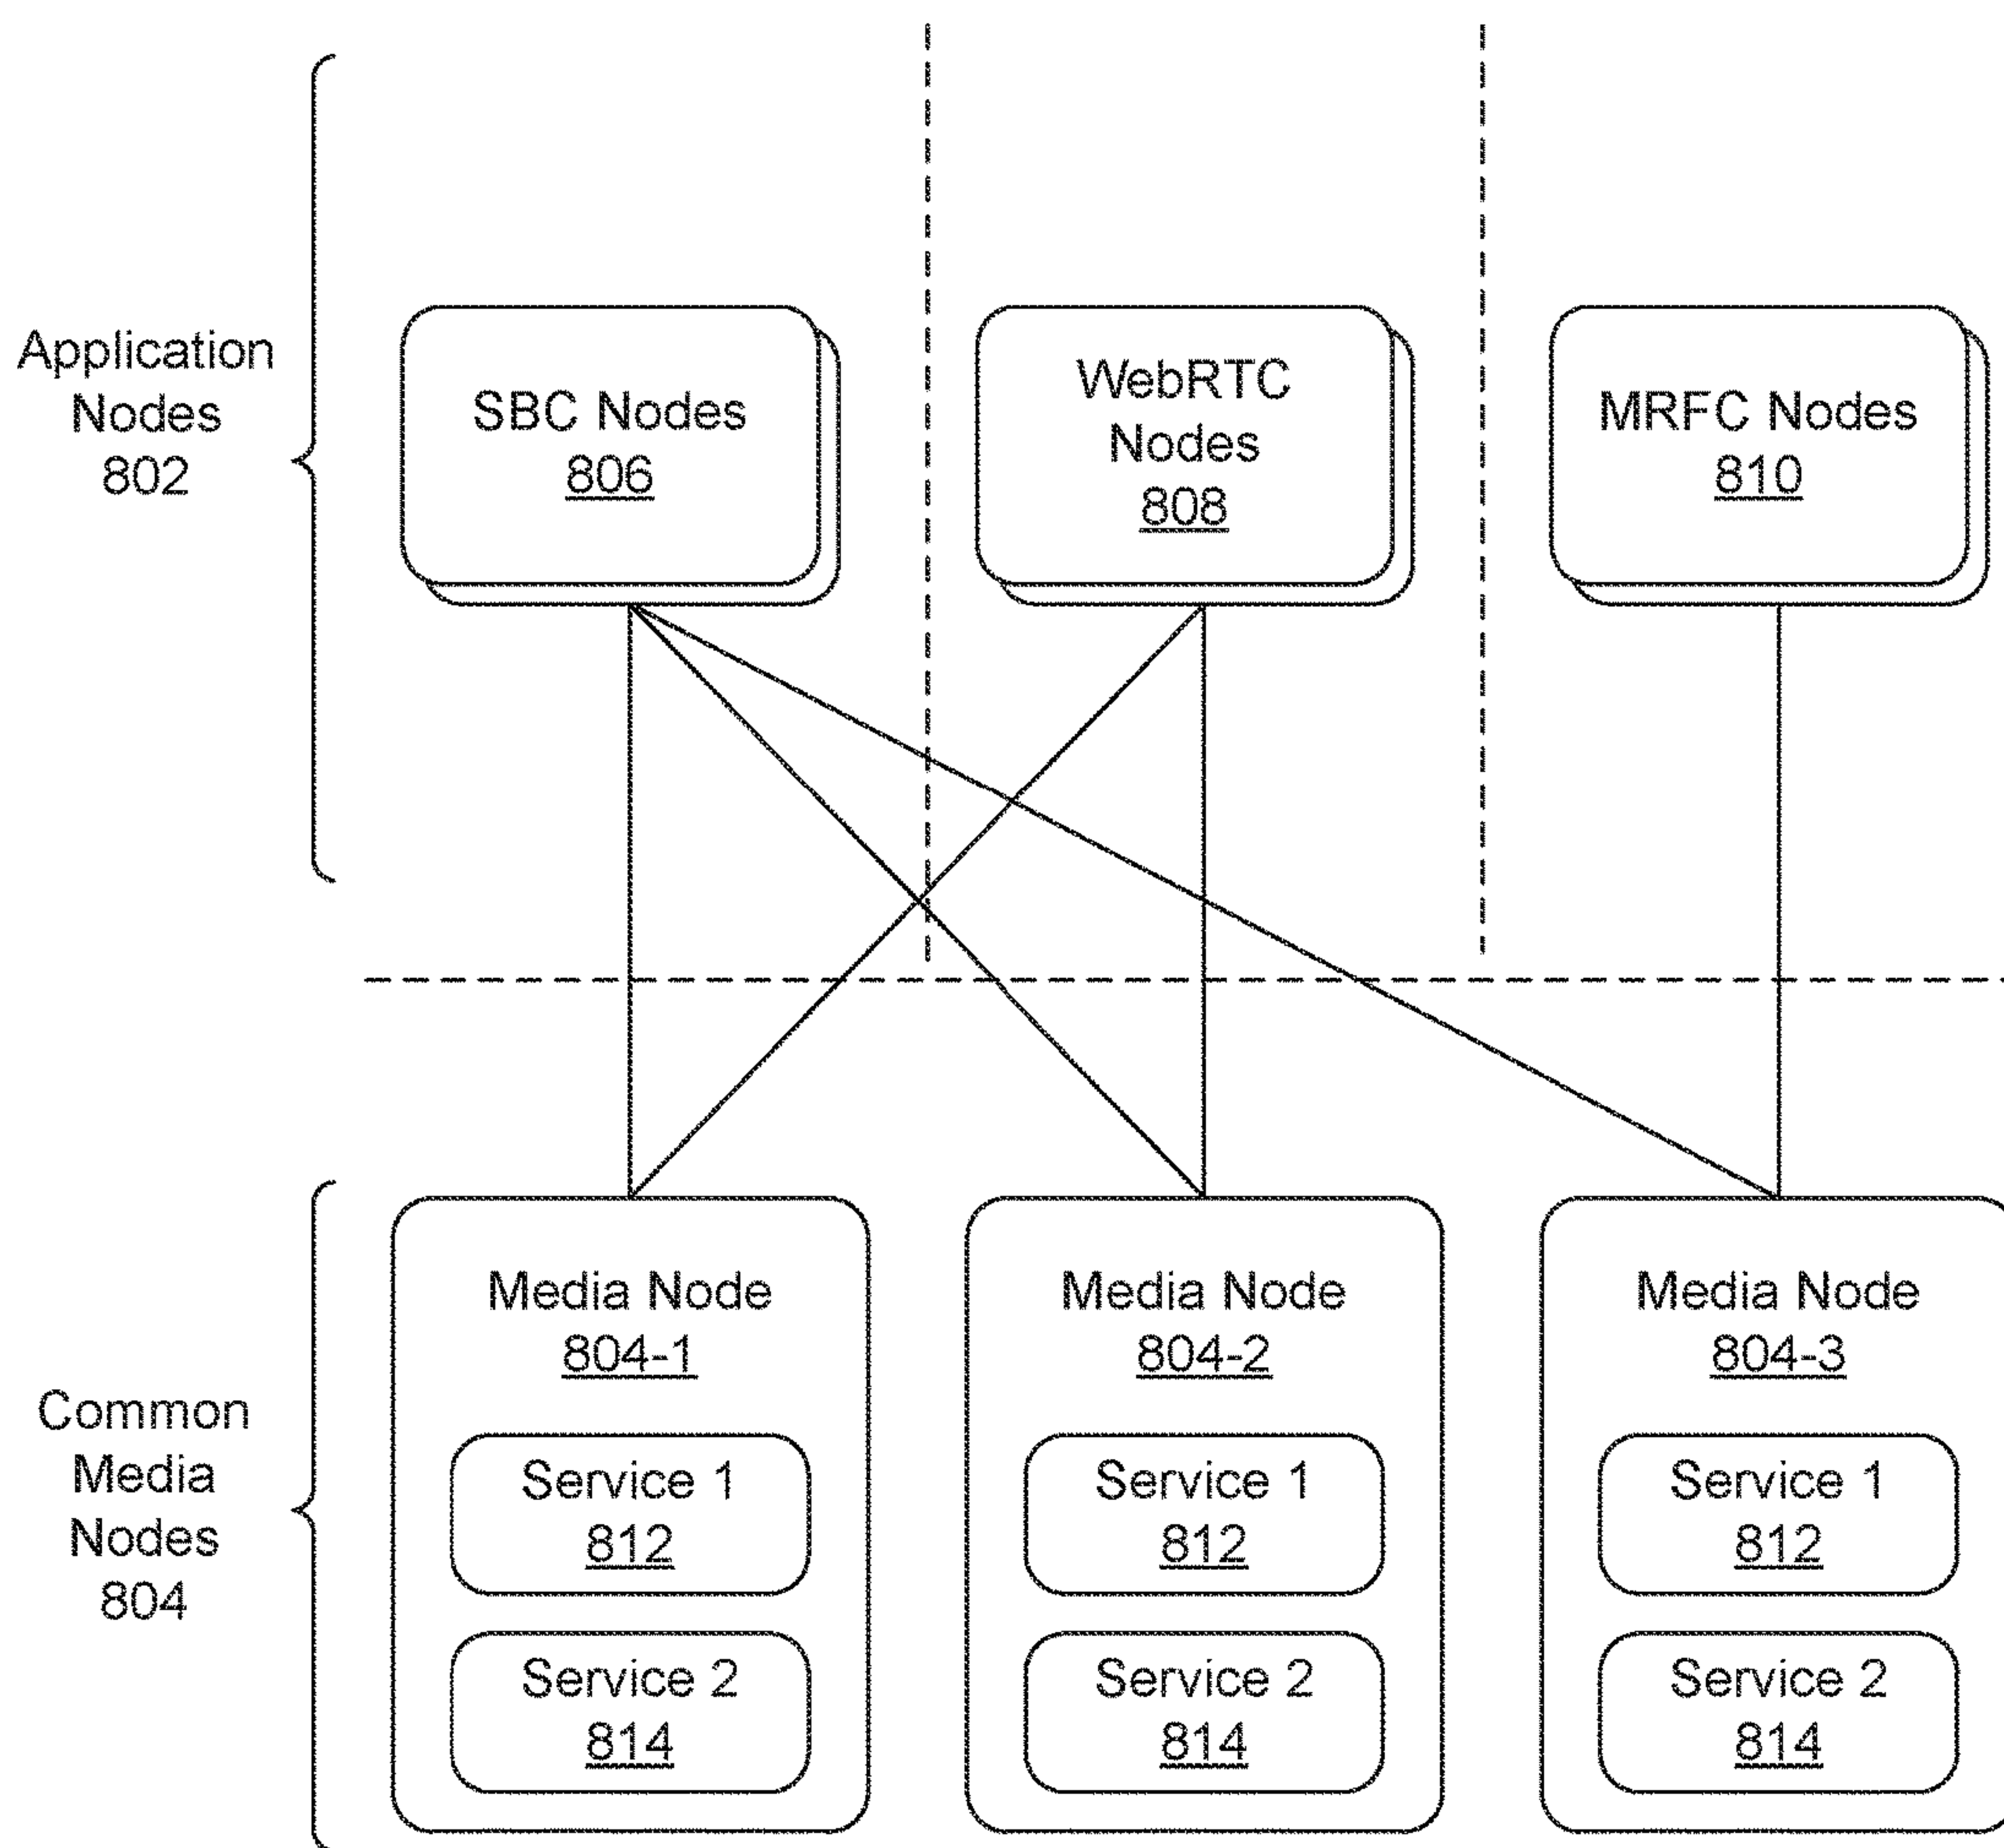 Application
Nodes
802
SBC Nodes
806
WebRTC
Nodes
808
MRFC Nodes
810
Common
Media
Nodes
804
Media Node
804-1
Service 1
812
Service 2
814
Media Node
804-2
Service 1
812
Service 2
814
Media Node
804-3
Service 1
812
Service 2
814